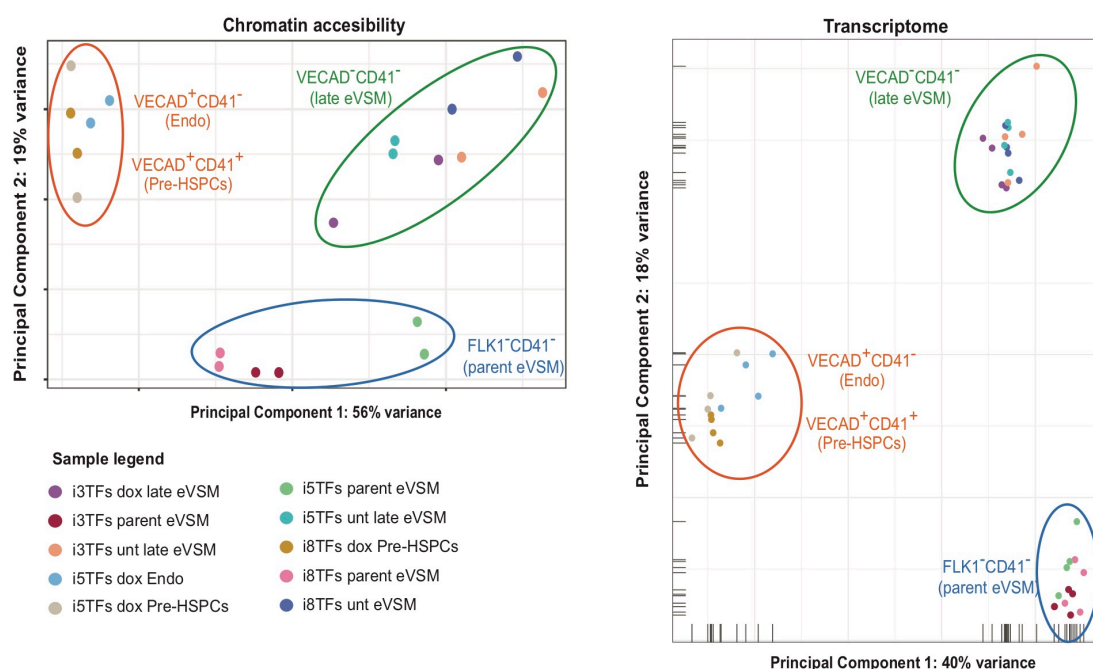 Chromatin accesibility
Principal Component 2: 19% variance
VECAD+CD41-
(Endo)
VECAD+CD41+
(Pre-HSPCs)
VECAD-CD41-
(late eVSM)
FLK1-CD41-
(parent eVSM)
Principal Component 1: 56% variance
Transcriptome
Principal Component 2: 18% variance
VECAD-CD41-
(late eVSM)
VECAD+CD41-
(Endo)
VECAD+CD41+
(Pre-HSPCs)
FLK1-CD41-
(parent eVSM)
Principal Component 1: 40% variance
Sample legend
i3TFs dox late eVSM
i3TFs parent eVSM
i3TFs unt late eVSM
i5TFs dox Endo
i5TFs dox Pre-HSPCs
i5TFs parent eVSM
i5TFs unt late eVSM
i8TFs dox Pre-HSPCs
i8TFs parent eVSM
i8TFs unt eVSM